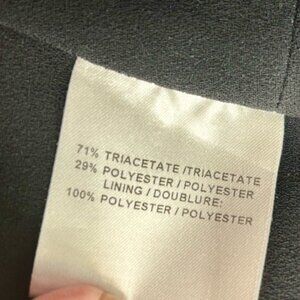 71% TRIACETATE /TRIACETATE
29% POLYESTER / POLYESTER
LINING / DOUBLURE:
100% POLYESTER / POLYESTER